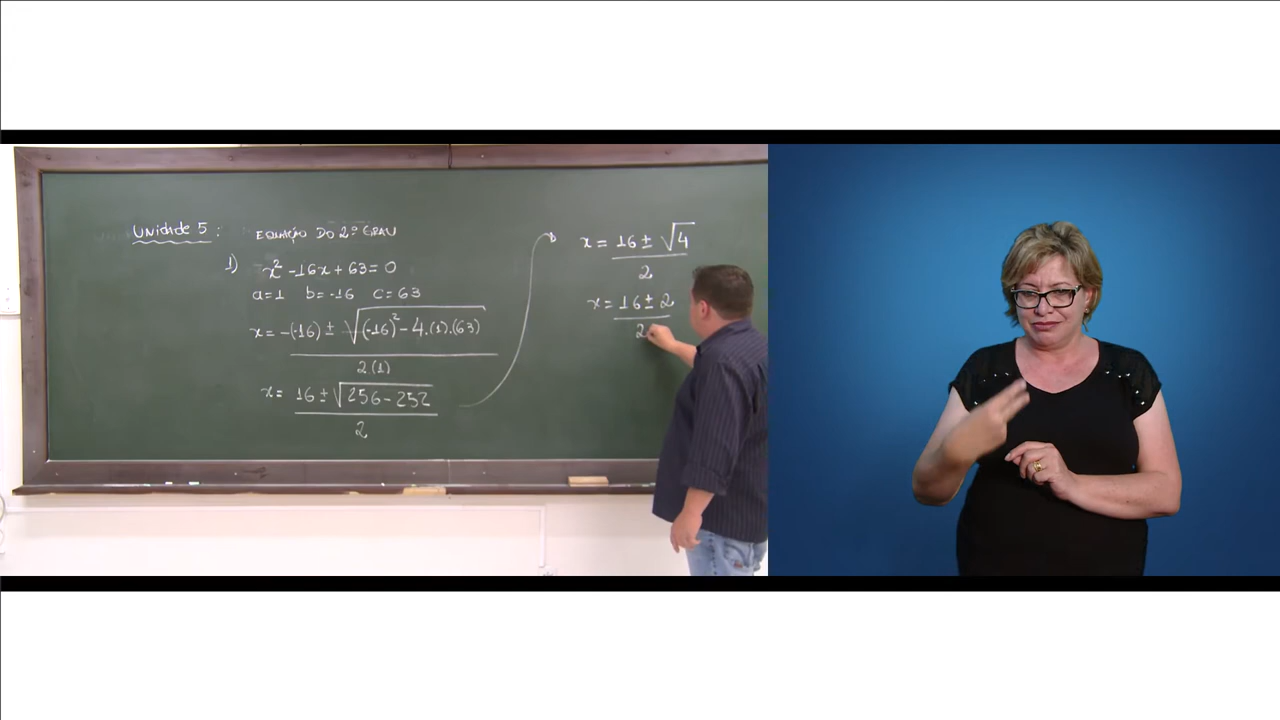 Unidade 5 : EQUAÇÃO DO 2º GRAU
1) x² - 16x + 63 = 0
a = 1 b = -16 c = 63
x = -(-16) ± √(-16)² - 4.(1).(63)
2(1)
x = 16 ± √256 - 252
2
x = 16 ± √4
2
x = 16 ± 2
2